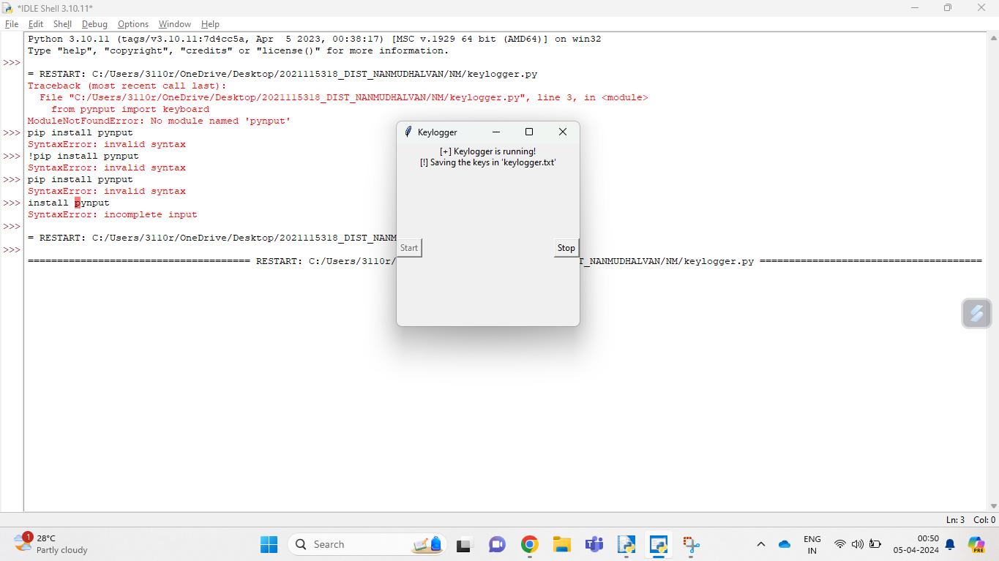 *IDLE Shell 3.10.11*
File Edit Shell Debug Options Window Help
Python 3.10.11 (tags/v3.10.11:7d4cc5a, Apr  5 2023, 00:38:17) [MSC v.1929 64 bit (AMD64)] on win32
Type "help", "copyright", "credits" or "license()" for more information.
>>>
= RESTART: C:/Users/3110r/OneDrive/Desktop/2021115318_DIST_NANMUDHALVAN/NM/keylogger.py
Traceback (most recent call last):
  File "C:/Users/3110r/OneDrive/Desktop/2021115318_DIST_NANMUDHALVAN/NM/keylogger.py", line 3, in <module>
    from pynput import keyboard
ModuleNotFoundError: No module named 'pynput'
>>> pip install pynput
SyntaxError: invalid syntax
>>> !pip install pynput
SyntaxError: invalid syntax
>>> pip install pynput
SyntaxError: invalid syntax
>>> install pynput
SyntaxError: incomplete input
>>>
= RESTART: C:/Users/3110r/OneDrive/Desktop/2021115318_DIST_NANM
>>>
====================================== RESTART: C:/Users/3110r/ T_NANMUDHALVAN/NM/keylogger.py ======================================
Keylogger
[+] Keylogger is running!
[!] Saving the keys in 'keylogger.txt'
Start Stop
Ln: 3 Col: 0
1
28°C
Partly cloudy
Search
ENG
IN
00:50
05-04-2024
PRE